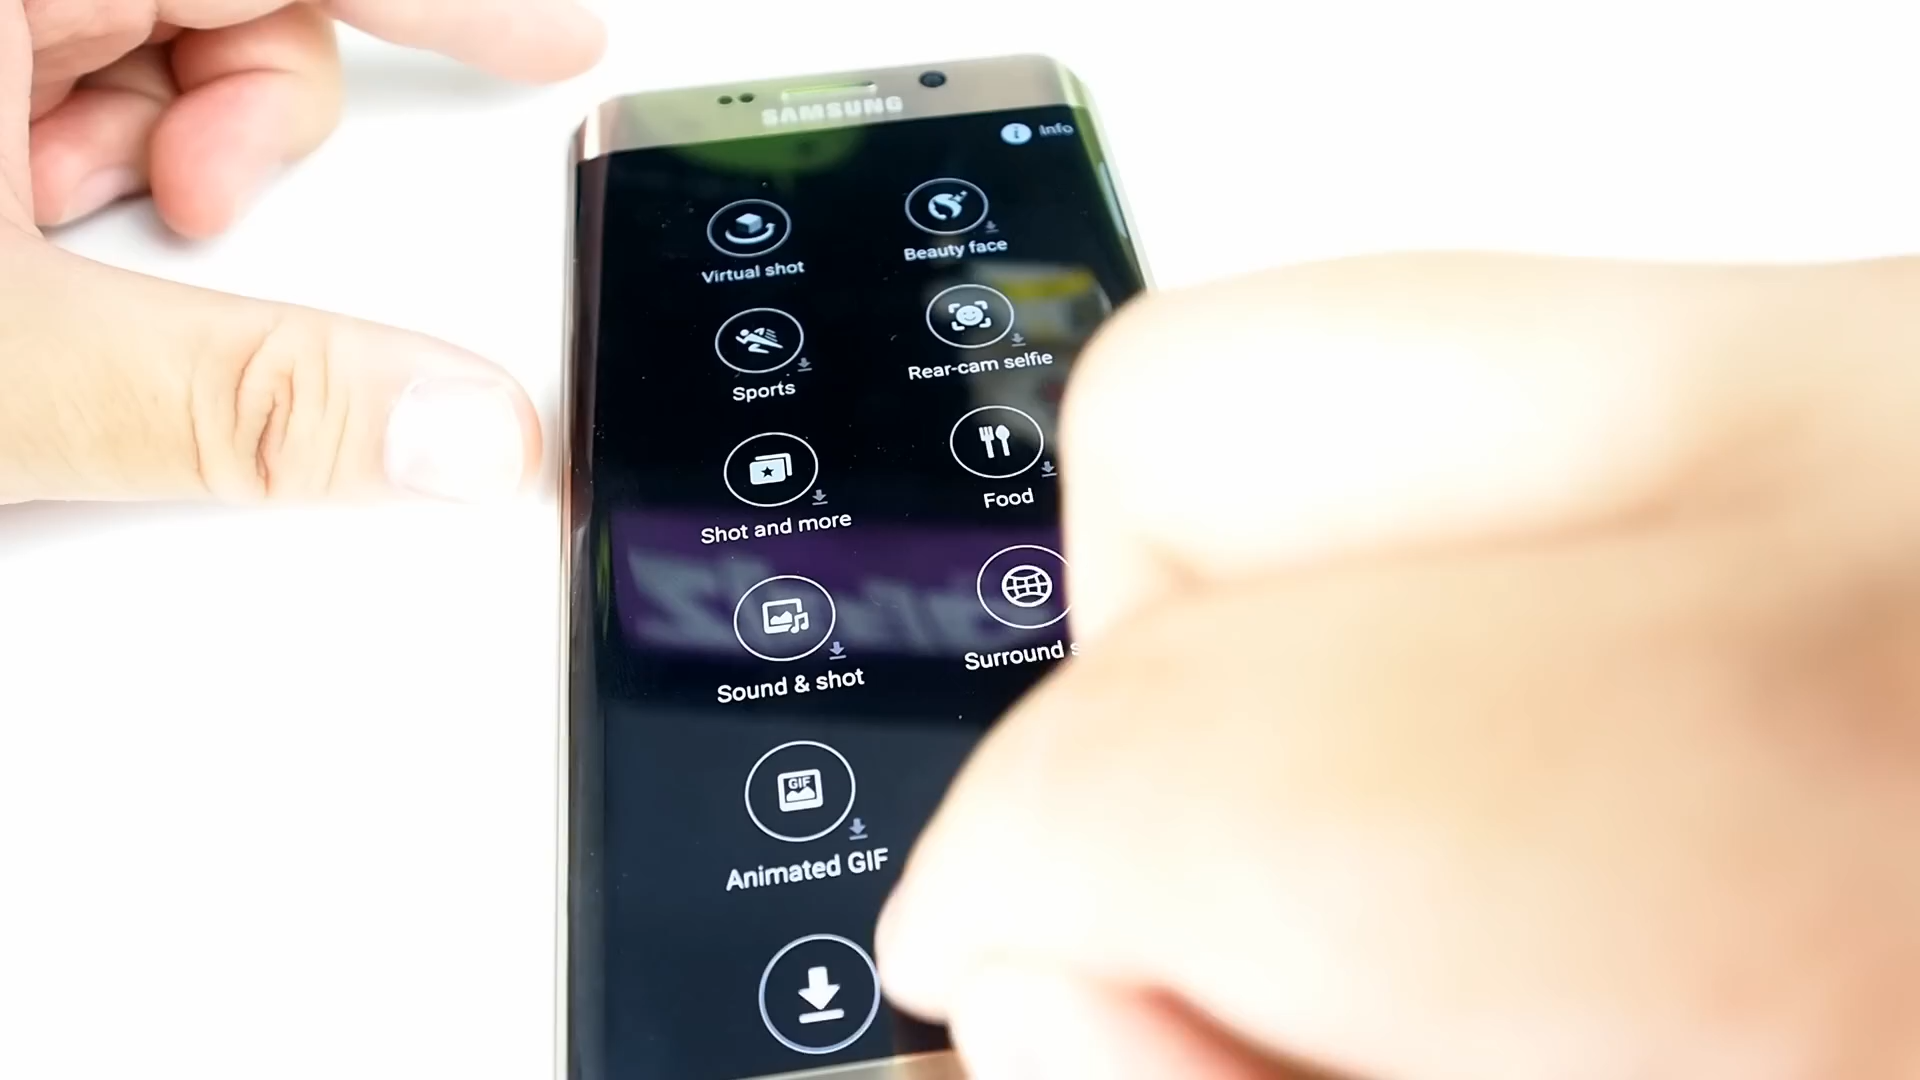 SAMSUNG
Info
Virtual shot
Beauty face
Sports
Rear-cam selfie
Shot and more
Food
Sound & shot
Surround s
GIF
Animated GIF